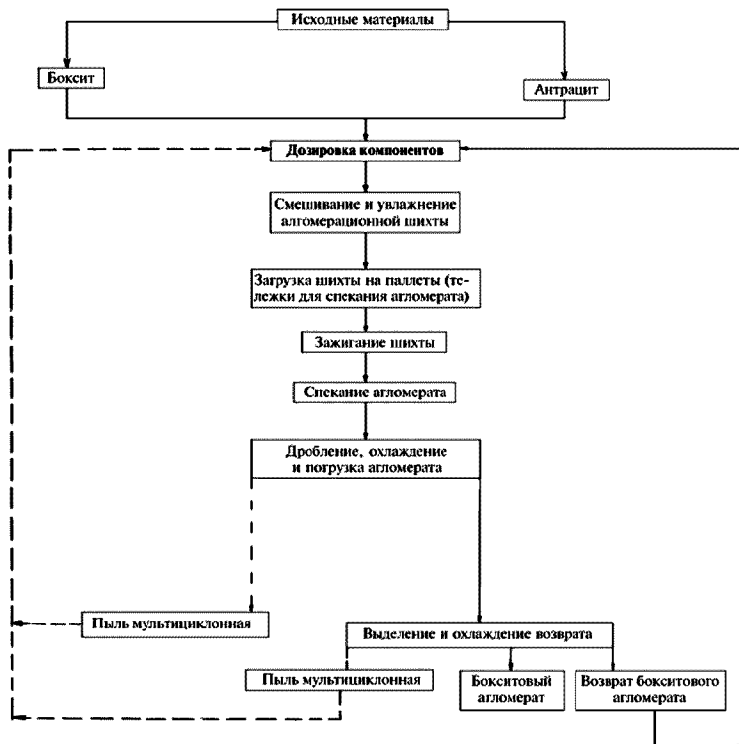 Исходные материалы
Боксит
Антрацит
Дозировка компонентов
Смешивание и увлажнение
алгомерационной шихты
Загрузка шихты на паллеты (те-
лежки для спекания агломерата)
Зажигание шихты
Спекание агломерата
Дробление, охлаждение
и погрузка агломерата
Пыль мультициклонная
Выделение и охлаждение возврата
Пыль мультициклонная
Бокситовый
агломерат
Возврат бокситового
агломерата